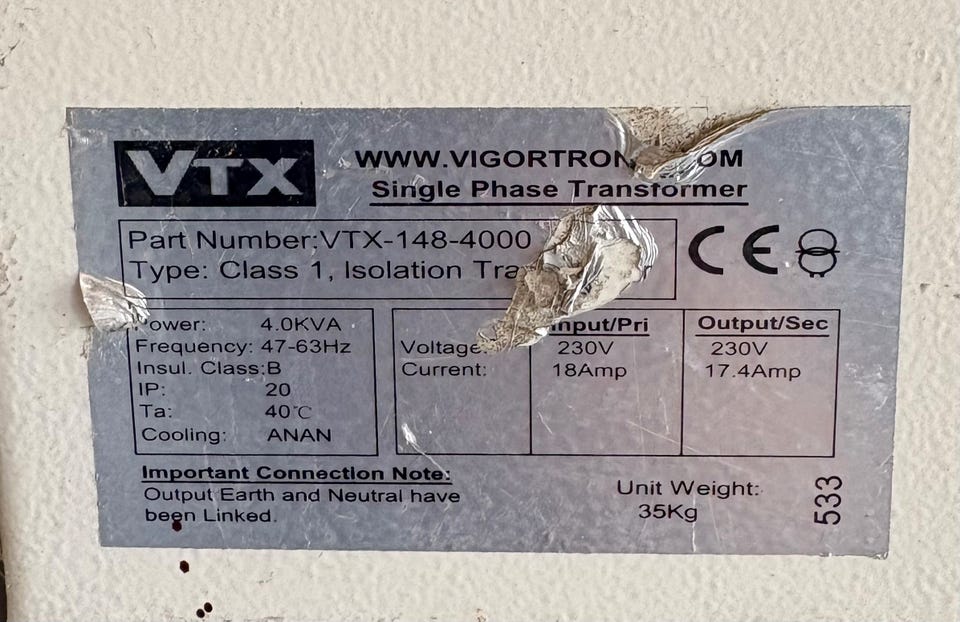 VTX
WWW.VIGORTRON OM
Single Phase Transformer
Part Number:VTX-148-4000
Type: Class 1, Isolation
CE
Power: 4.0KVA
Frequency: 47-63Hz
Insul. Class:B
IP: 20
Ta: 40°C
Cooling: ANAN
Input/Pri Output/Sec
Voltage: 230V 230V
Current: 18Amp 17.4Amp
Important Connection Note:
Output Earth and Neutral have
been Linked.
Unit Weight:
35Kg
533